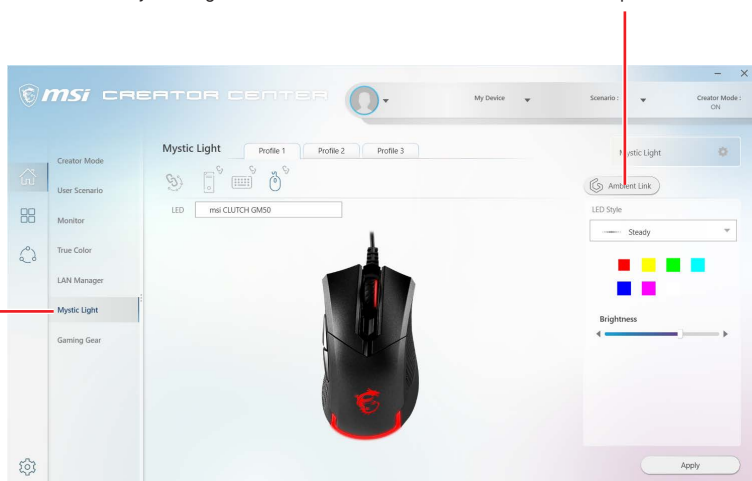 msi CREATOR CENTER
My Device
Scenario :
Creator Mode :
ON
Creator Mode
User Scenario
Monitor
True Color
LAN Manager
Mystic Light
Gaming Gear
Mystic Light
Profile 1
Profile 2
Profile 3
LED
msi CLUTCH GM50
Mystic Light
Ambient Link
LED Style
Steady
Brightness
Apply